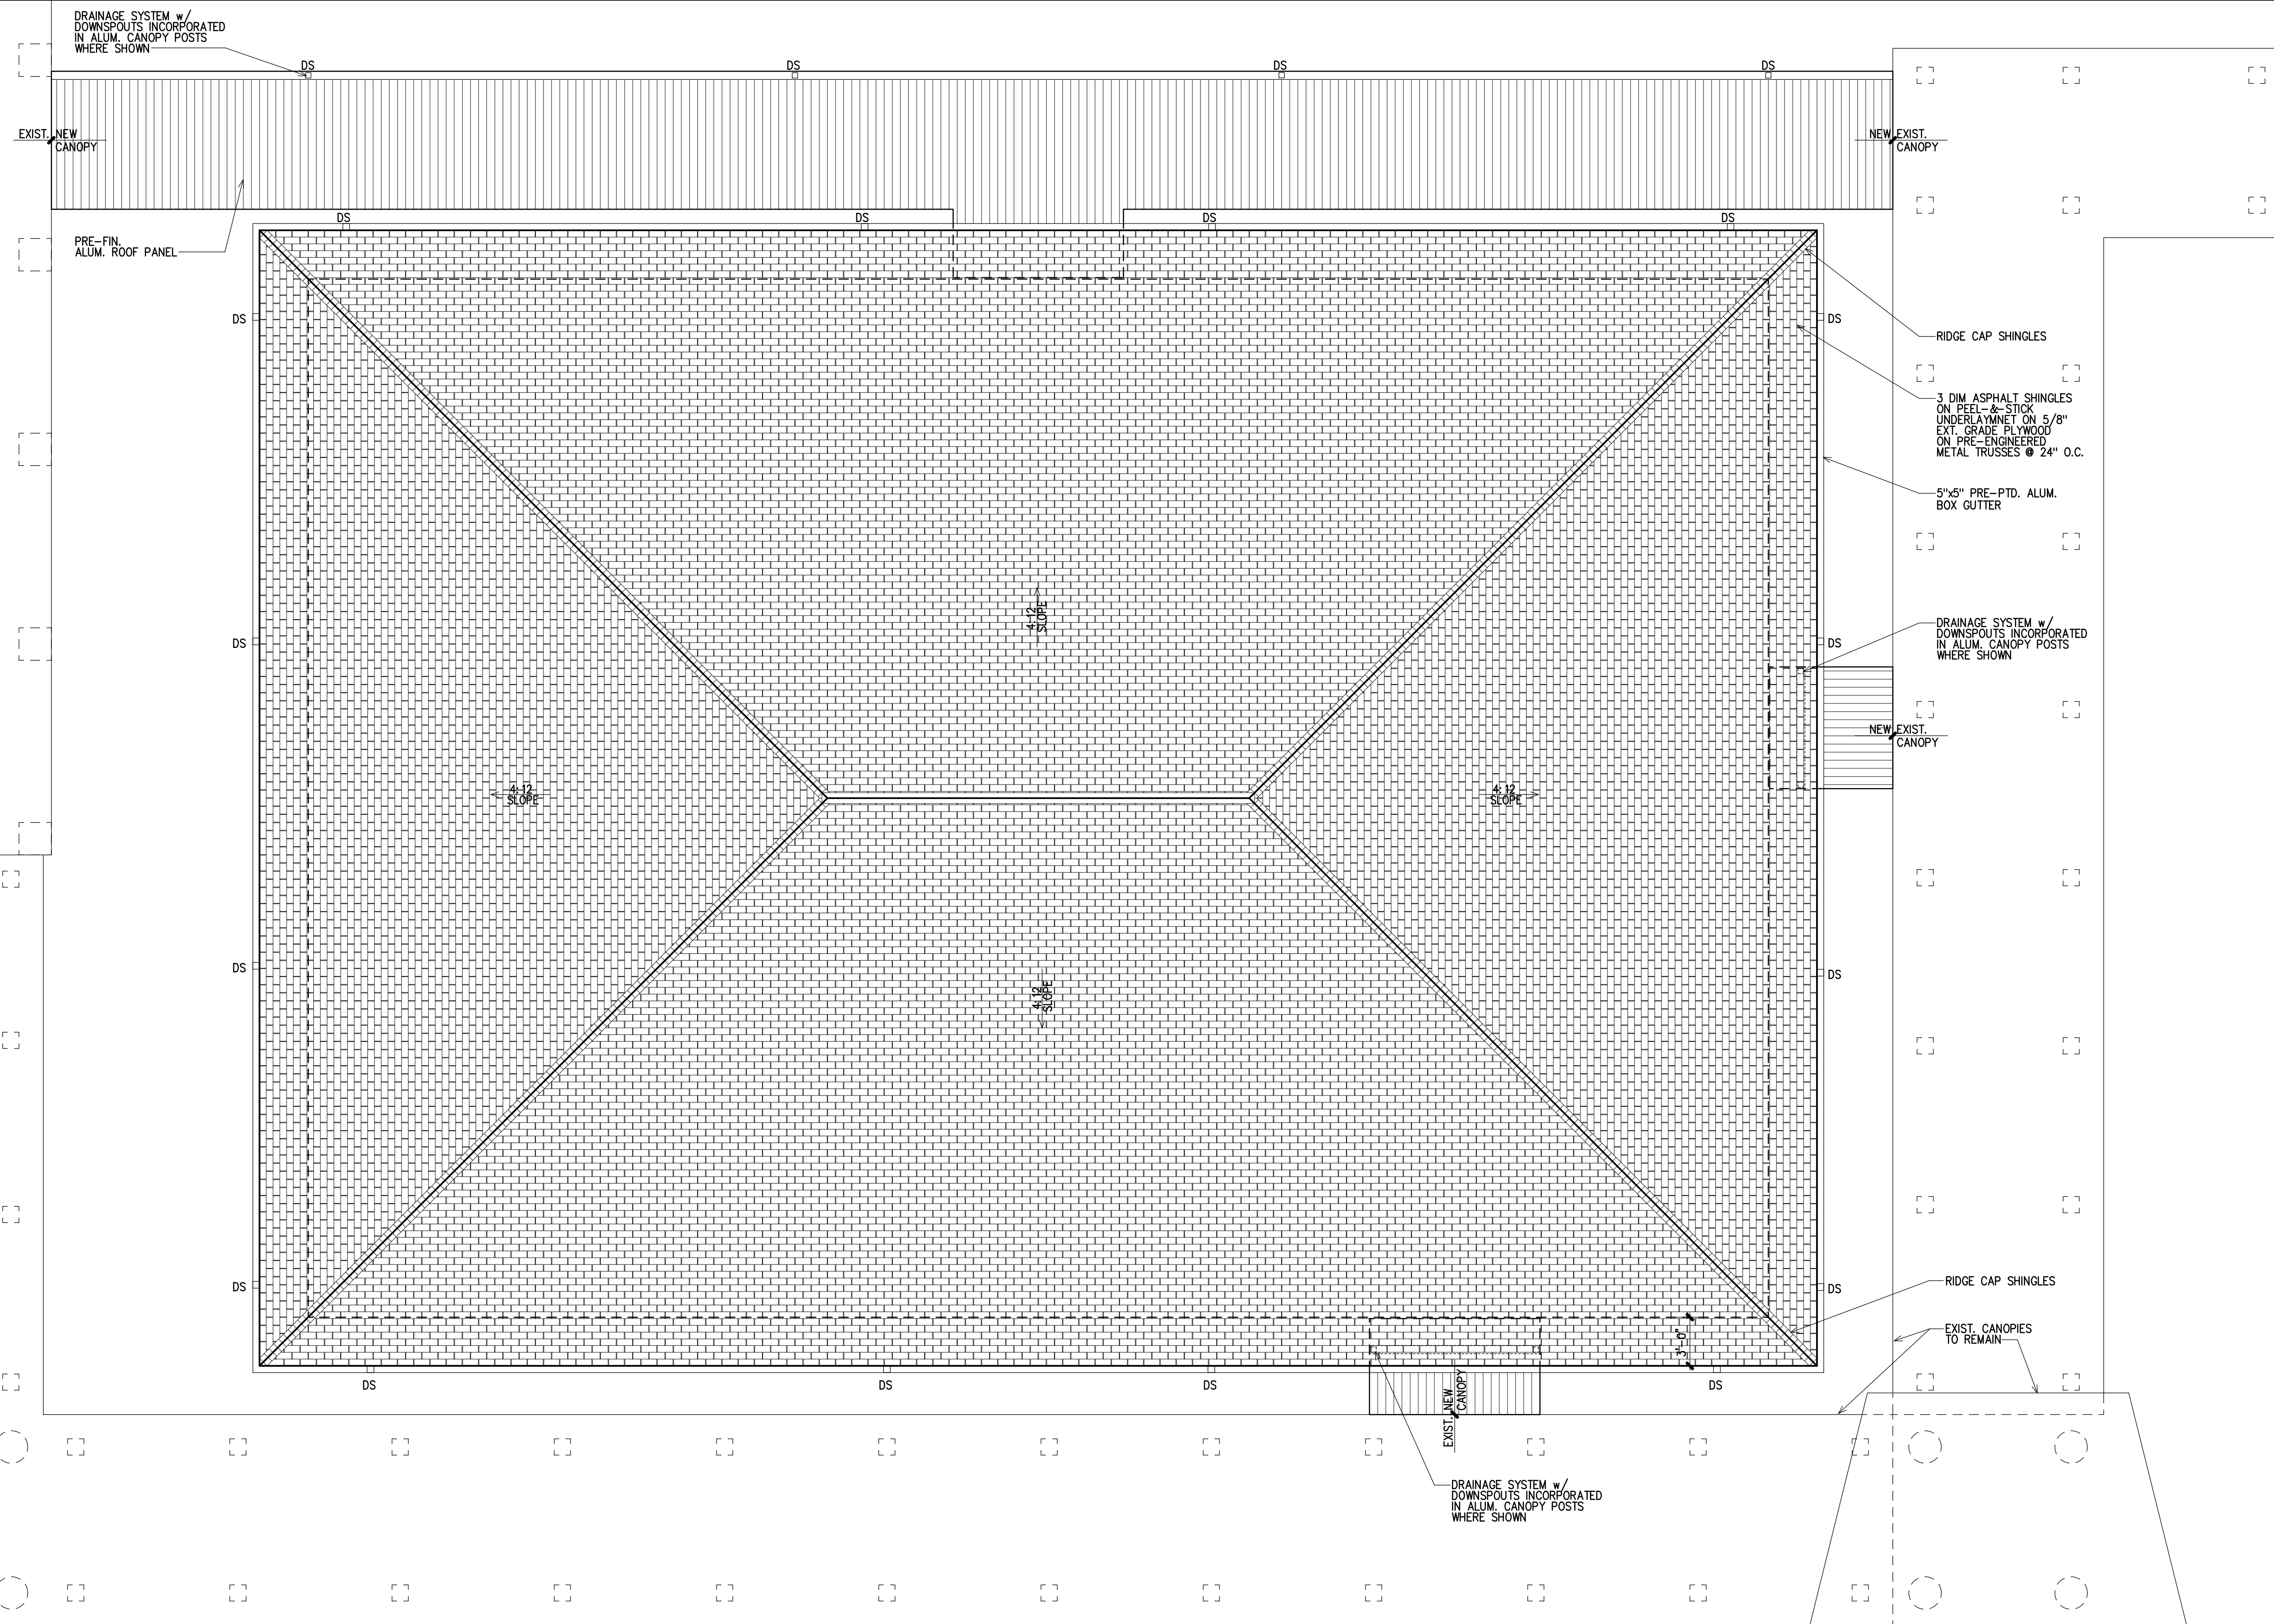 DRAINAGE SYSTEM w/
DOWNSPOUTS INCORPORATED
IN ALUM. CANOPY POSTS
WHERE SHOWN
DS
DS
DS
DS
EXIST. NEW
CANOPY
NEW EXIST.
CANOPY
PRE-FIN.
ALUM. ROOF PANEL
DS
DS
DS
DS
DS
DS
RIDGE CAP SHINGLES
3 DIM ASPHALT SHINGLES
ON PEEL-&-STICK
UNDERLAYMNET ON 5/8"
EXT. GRADE PLYWOOD
ON PRE-ENGINEERED
METAL TRUSSES @ 24" O.C.
5"x5" PRE-PTD. ALUM.
BOX GUTTER
4:12
SLOPE
DS
DS
DRAINAGE SYSTEM w/
DOWNSPOUTS INCORPORATED
IN ALUM. CANOPY POSTS
WHERE SHOWN
NEW EXIST.
CANOPY
4:12
SLOPE
4:12
SLOPE
DS
DS
4:12
SLOPE
DS
DS
RIDGE CAP SHINGLES
EXIST. CANOPIES
TO REMAIN
3'-0"
DS
DS
DS
DS
EXIST. NEW
CANOPY
DRAINAGE SYSTEM w/
DOWNSPOUTS INCORPORATED
IN ALUM. CANOPY POSTS
WHERE SHOWN